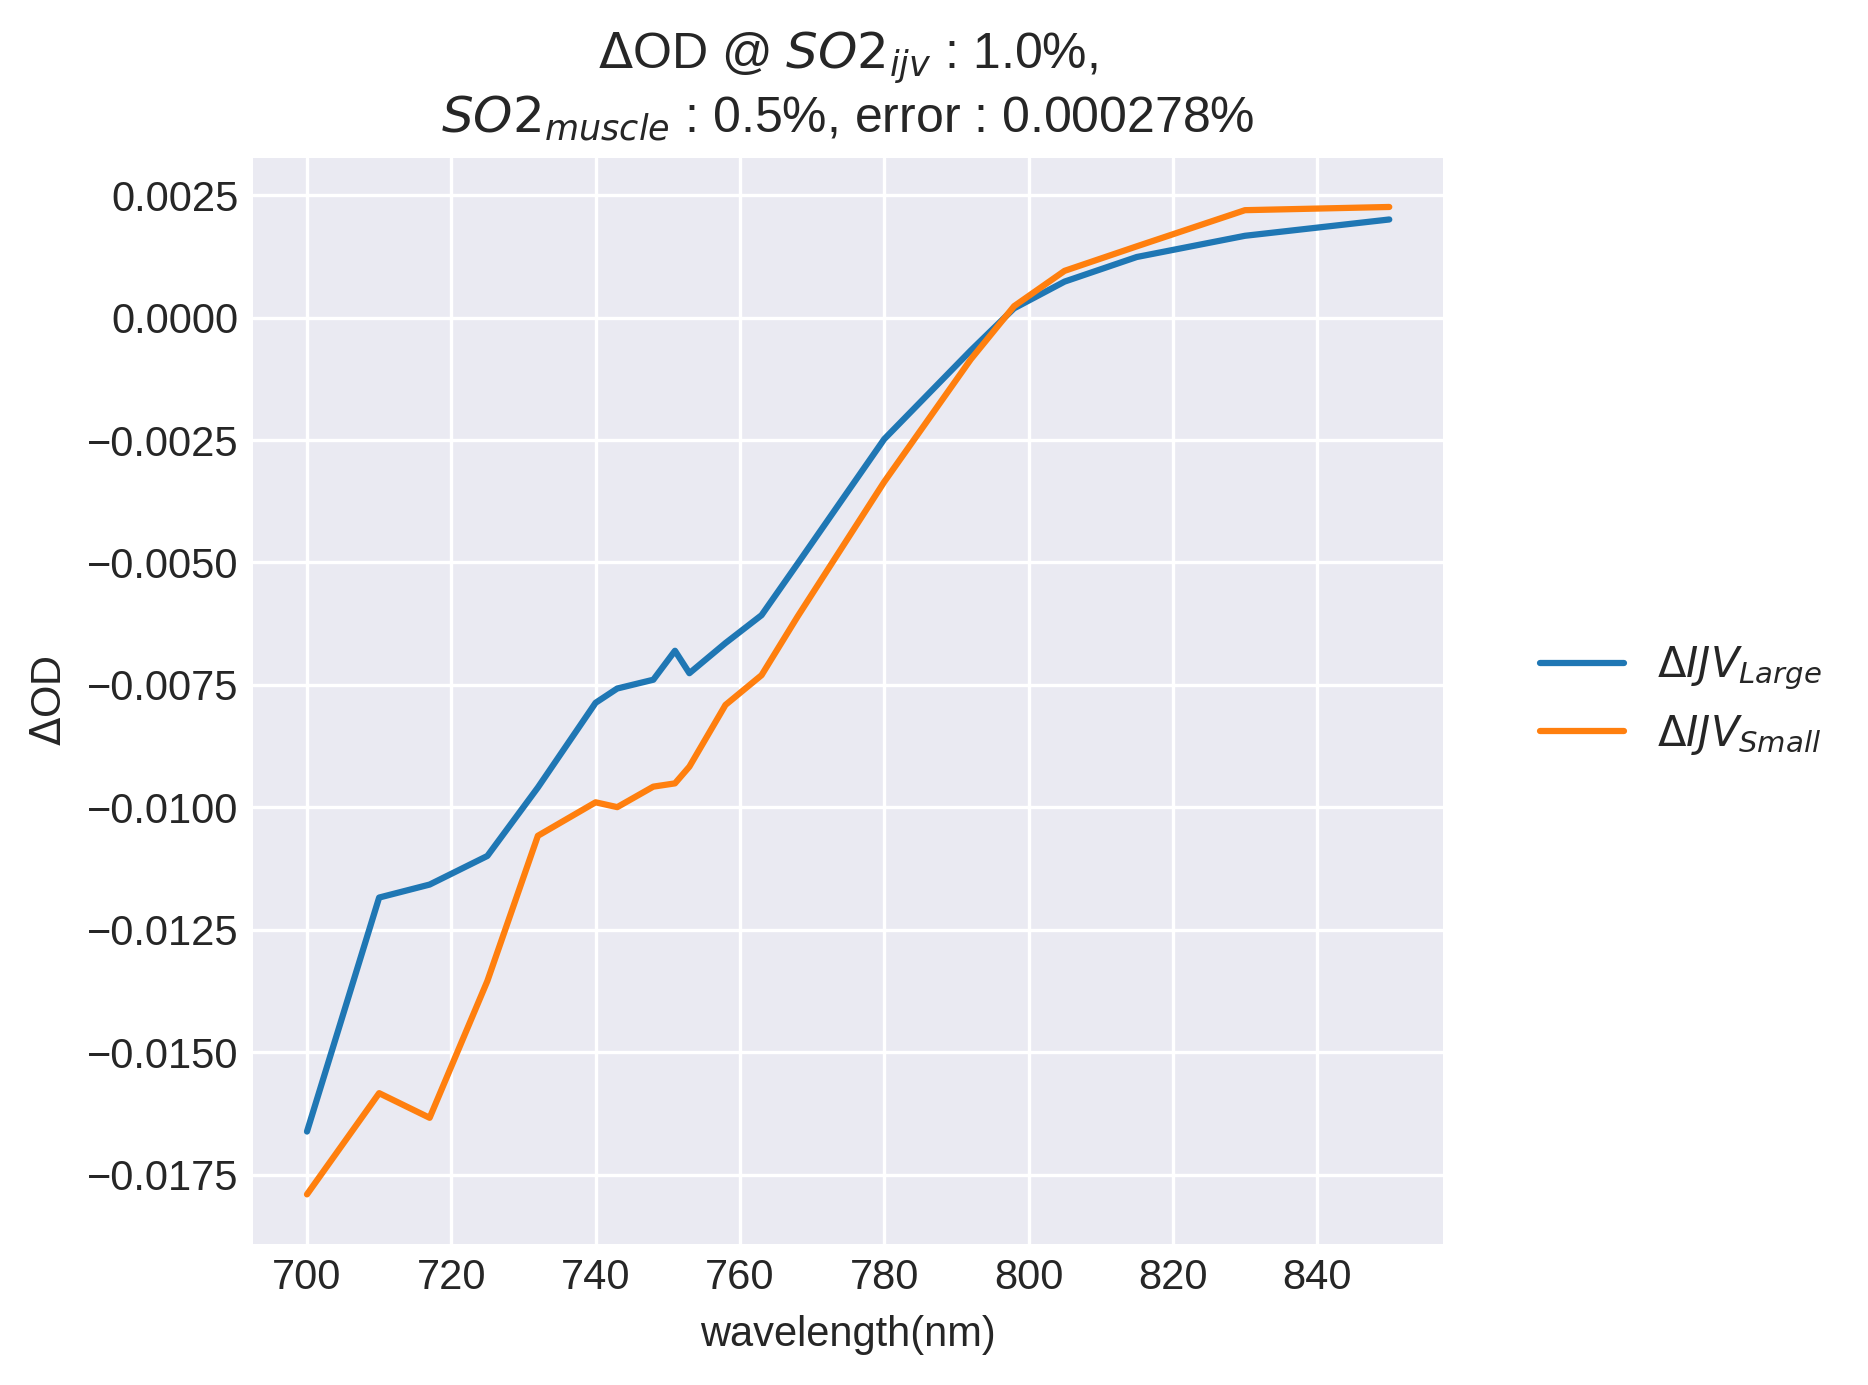 ΔOD @ SO2ijv : 1.0%,
SO2muscle : 0.5%, error : 0.000278%
0.0025
0.0000
−0.0025
−0.0050
−0.0075
−0.0100
−0.0125
−0.0150
−0.0175
ΔOD
700 720 740 760 780 800 820 840
wavelength(nm)
ΔIJVLarge
ΔIJVSmall